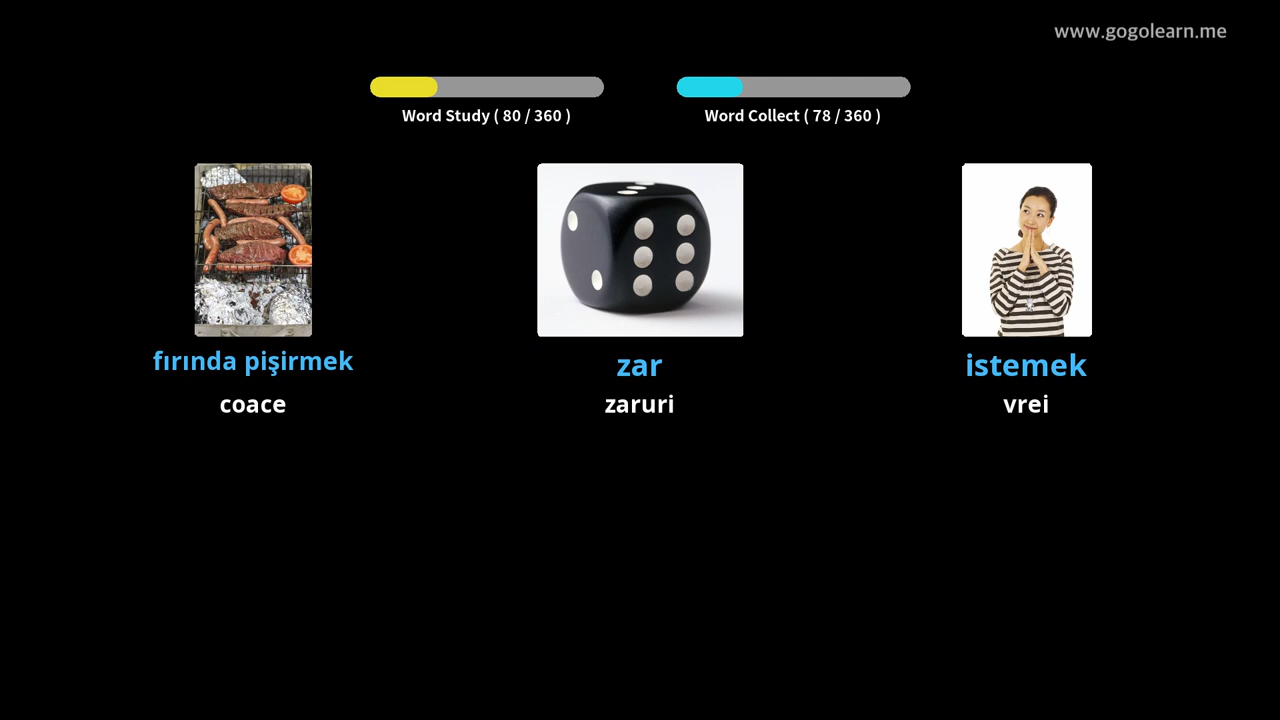 www.gogolearn.me
Word Study ( 80 / 360 )
Word Collect ( 78 / 360 )
fırında pişirmek
zar
istemek
coace
zaruri
vrei